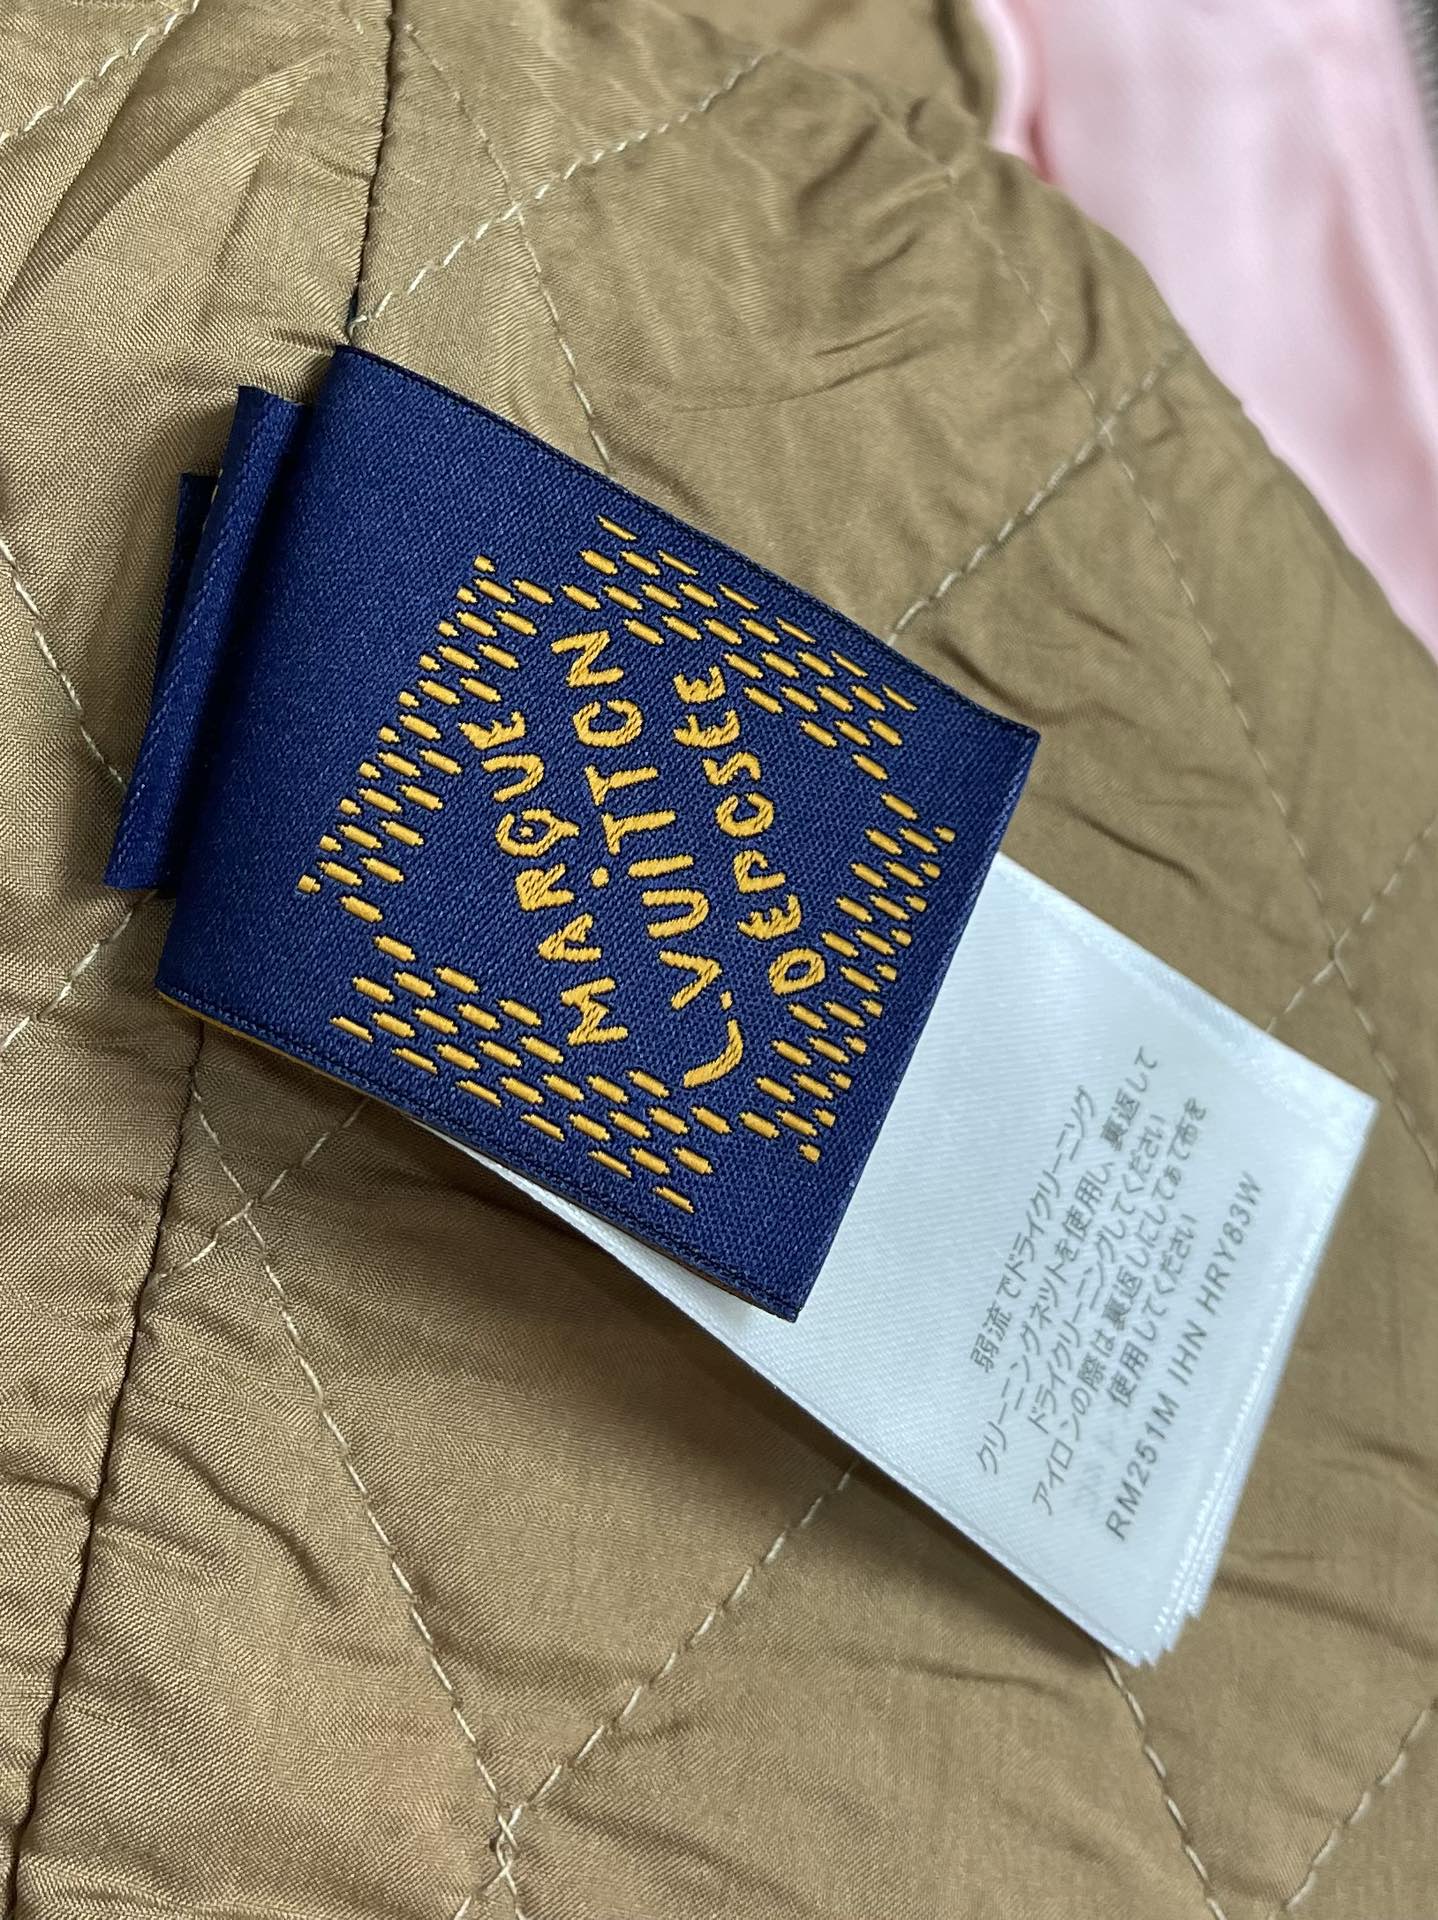 MARQUE
L.VUITTON
DEPOSEE
弱流でドライクリーニング
クリーニングネットを使用し、裏返して
ドライクリーニングしてください
アイロンの際は裏返しにしてあて布を
使用してください
RM251M IHN HRY83W